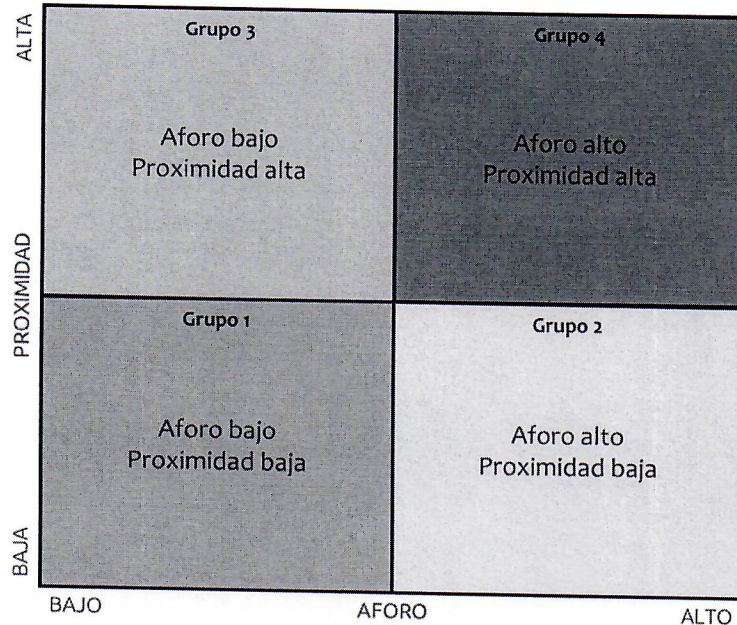 ALTA
Grupo 3
Aforo bajo
Proximidad alta
Grupo 4
Aforo alto
Proximidad alta
PROXIMIDAD
Grupo 1
Aforo bajo
Proximidad baja
Grupo 2
Aforo alto
Proximidad baja
BAJA
BAJO
AFORO
ALTO